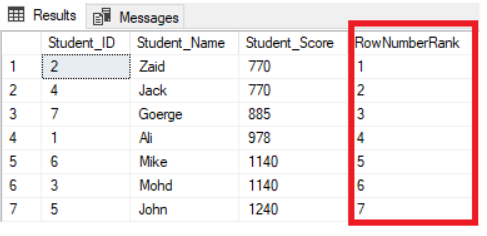 Results Messages
Student_ID Student_Name Student_Score RowNumberRank
1 2 Zaid 770 1
2 4 Jack 770 2
3 7 Goerge 885 3
4 1 Ali 978 4
5 6 Mike 1140 5
6 3 Mohd 1140 6
7 5 John 1240 7